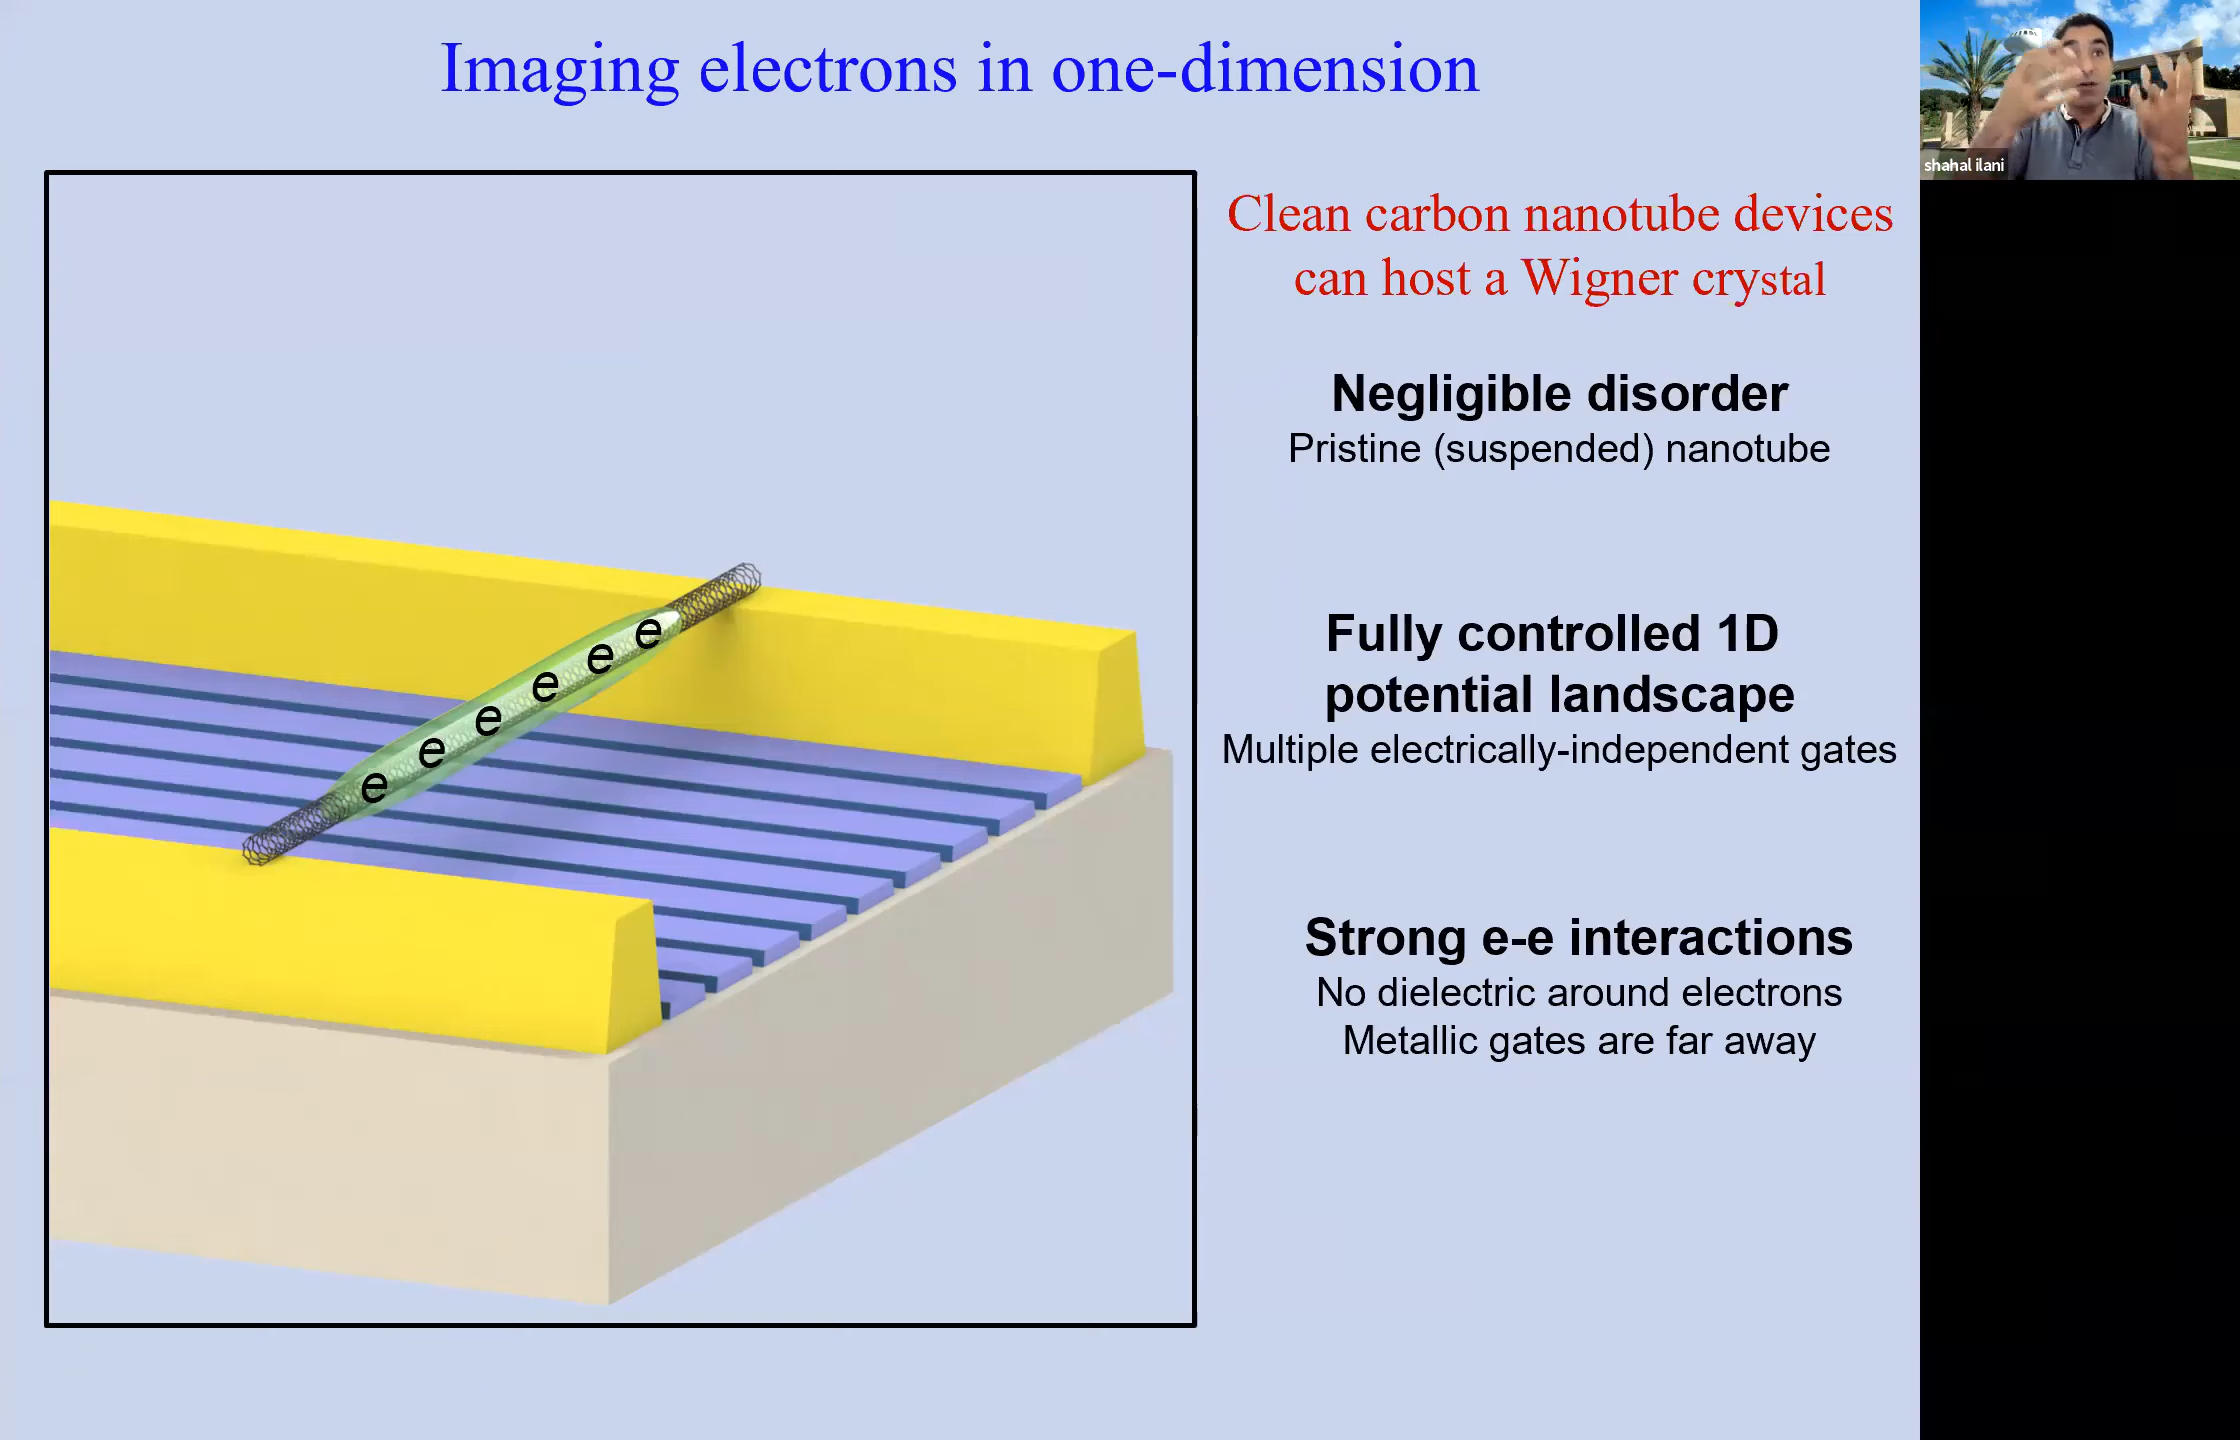 Imaging electrons in one-dimension
shahal ilani
Clean carbon nanotube devices
can host a Wigner crystal
Negligible disorder
Pristine (suspended) nanotube
Fully controlled 1D
potential landscape
Multiple electrically-independent gates
Strong e-e interactions
No dielectric around electrons
Metallic gates are far away
e
e
e
e
e
e